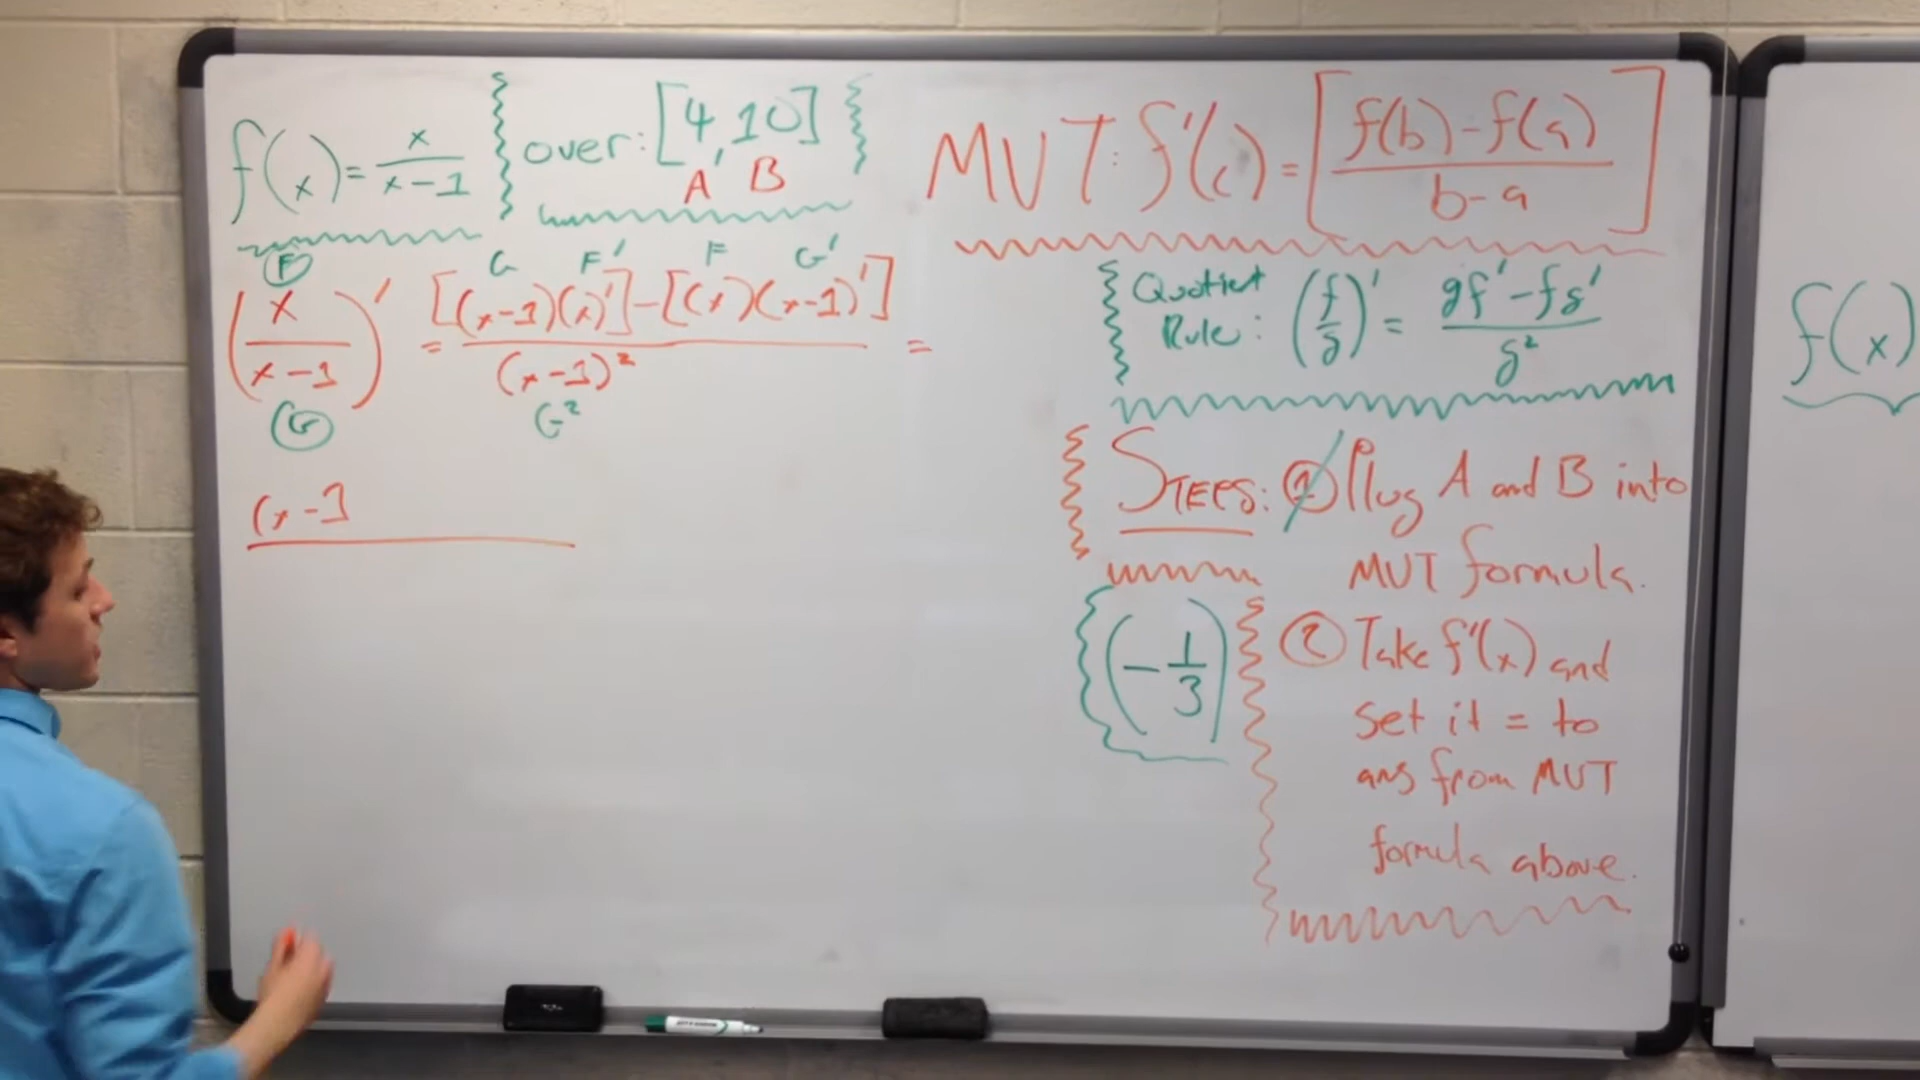 f(x) = x/(x-1)
over: [4, 10]
A B
MVT: f'(c) = [(f(b)-f(a))/(b-a)]
F
G F' F G'
(x/(x-1))' = ([(x-1)(x)']-[(x)(x-1)'])/(x-1)² =
G G²
Quotient
Rule: (f/g)' = (gf'-fg')/g²
(x-1
STEPS: ① Plug A and B into
MVT formula.
(-1/3)
② Take f'(x) and
set it = to
ans from MVT
formula above.
f(x)